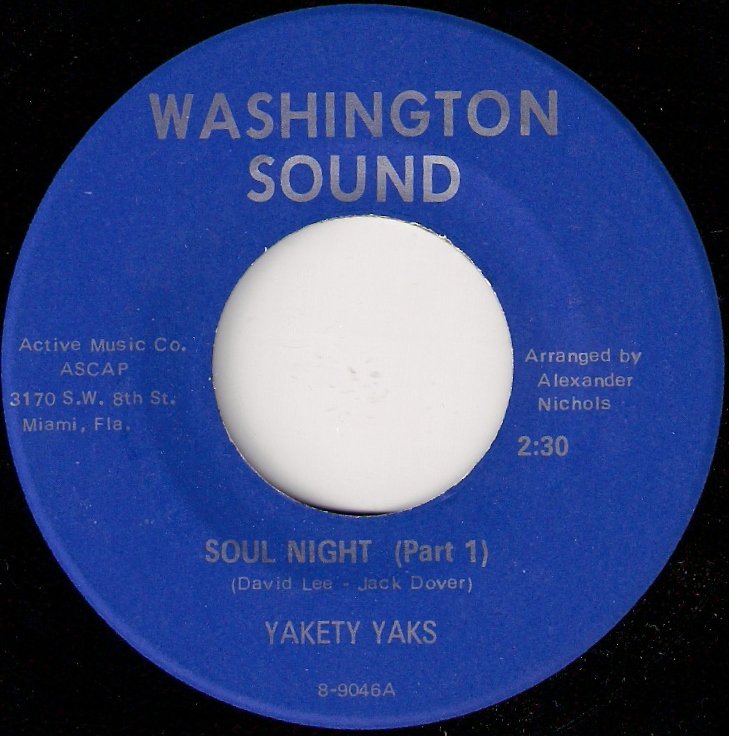 WASHINGTON
SOUND
Active Music Co.
ASCAP
3170 S.W. 8th St.
Miami, Fla.
Arranged by
Alexander
Nichols
2:30
SOUL NIGHT (Part 1)
(David Lee - Jack Dover)
YAKETY YAKS
8-9046A